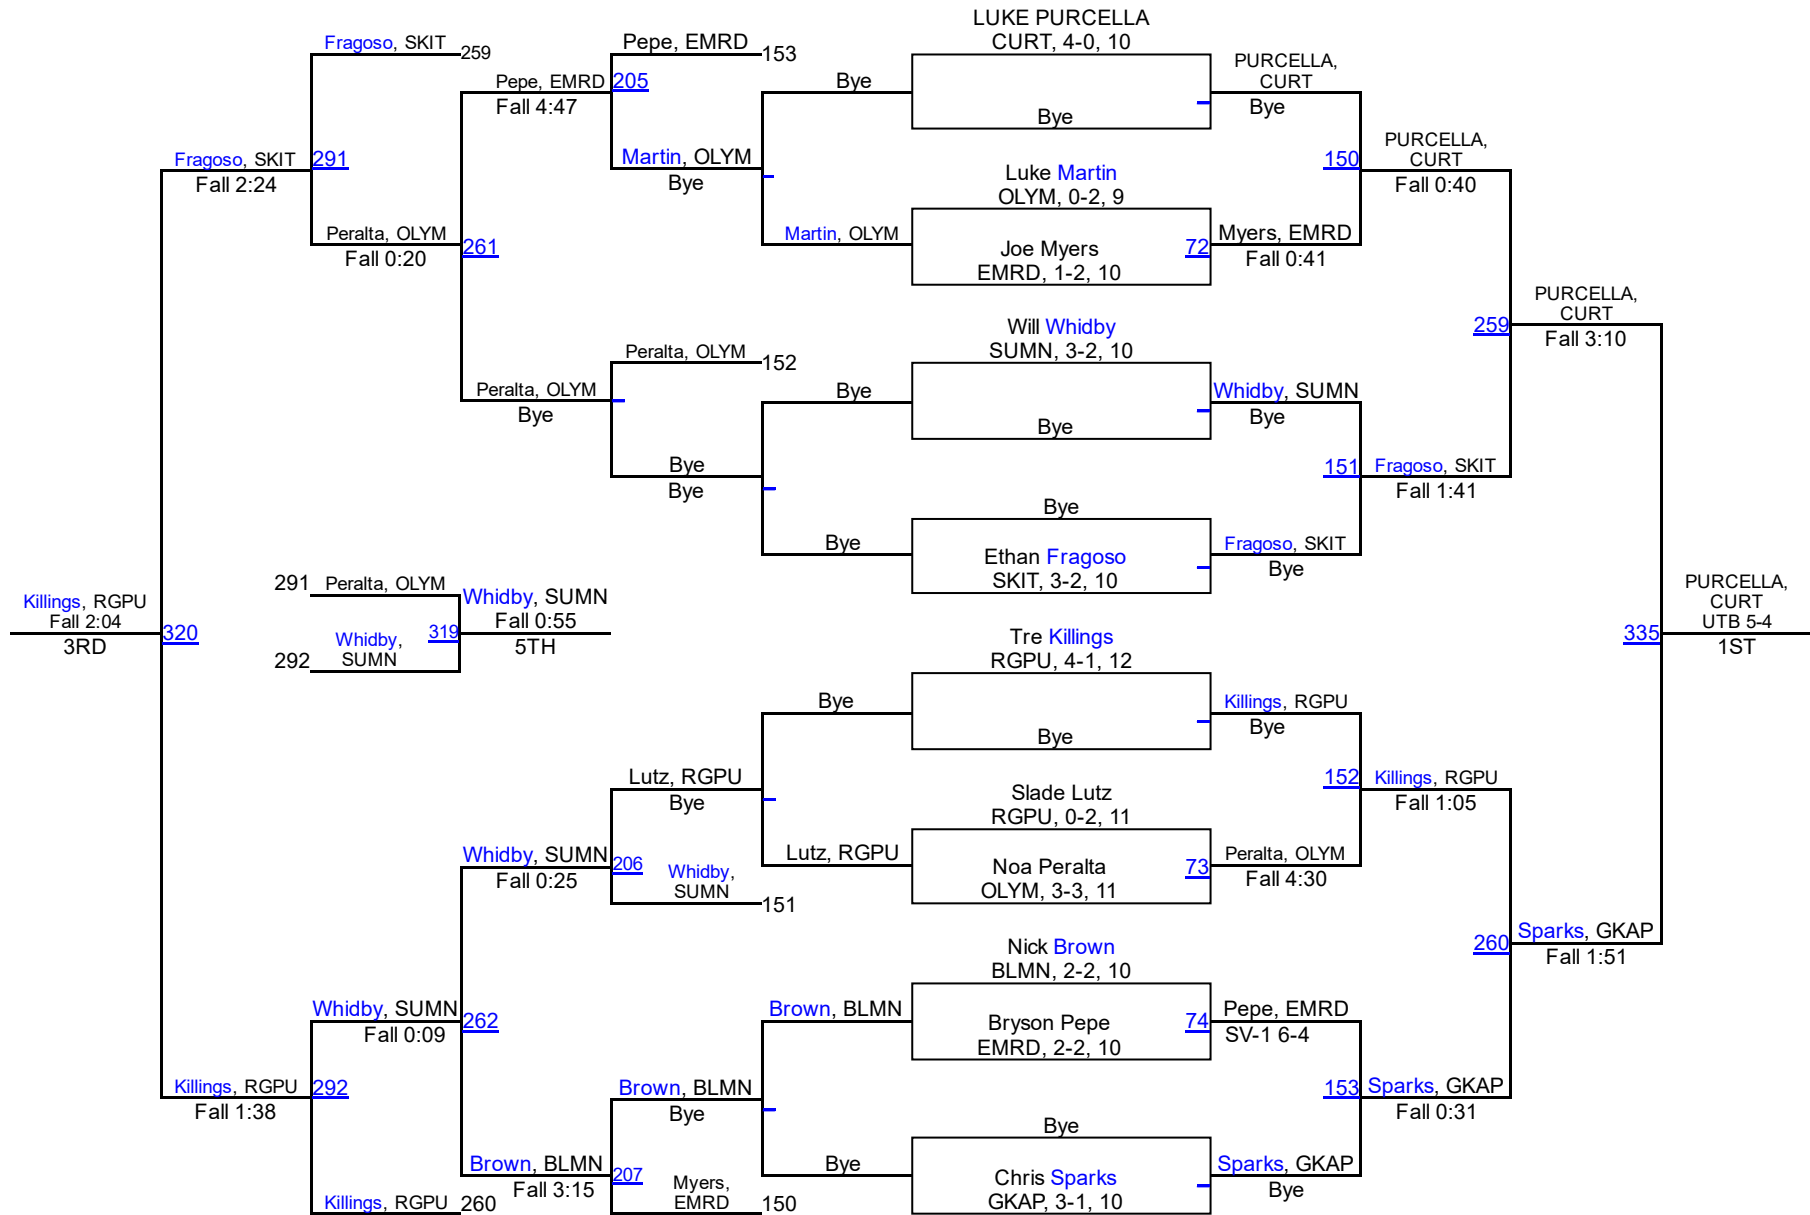 LUKE PURCELLA
CURT, 4-0, 10
Bye
Bye
PURCELLA,
CURT
Bye
Luke Martin
OLYM, 0-2, 9
Joe Myers
EMRD, 1-2, 10
72
Myers, EMRD
Fall 0:41
Martin, OLYM
150
PURCELLA,
CURT
Fall 0:40
Will Whidby
SUMN, 3-2, 10
Bye
Bye
Whidby, SUMN
Bye
Bye
Ethan Fragoso
SKIT, 3-2, 10
Bye
Fragoso, SKIT
Bye
151
Fragoso, SKIT
Fall 1:41
259
PURCELLA,
CURT
Fall 3:10
Tre Killings
RGPU, 4-1, 12
Bye
Bye
Killings, RGPU
Bye
Slade Lutz
RGPU, 0-2, 11
Noa Peralta
OLYM, 3-3, 11
73
Peralta, OLYM
Fall 4:30
Lutz, RGPU
152
Killings, RGPU
Fall 1:05
Nick Brown
BLMN, 2-2, 10
Bryson Pepe
EMRD, 2-2, 10
74
Pepe, EMRD
SV-1 6-4
Brown, BLMN
Bye
Chris Sparks
GKAP, 3-1, 10
Bye
Sparks, GKAP
Bye
153
Sparks, GKAP
Fall 0:31
260
Sparks, GKAP
Fall 1:51
335
PURCELLA,
CURT
UTB 5-4
1ST
Pepe, EMRD
153
Martin, OLYM
Bye
205
Pepe, EMRD
Fall 4:47
Peralta, OLYM
152
Bye
Bye
Peralta, OLYM
Bye
261
Peralta, OLYM
Fall 0:20
Fragoso, SKIT
259
291
Fragoso, SKIT
Fall 2:24
291
Peralta, OLYM
292
Whidby,
SUMN
319
Whidby, SUMN
Fall 0:55
5TH
Lutz, RGPU
Bye
206
Whidby,
SUMN
151
Whidby, SUMN
Fall 0:25
Brown, BLMN
Bye
207
Myers,
EMRD
150
Brown, BLMN
Fall 3:15
262
Whidby, SUMN
Fall 0:09
Killings, RGPU
260
292
Killings, RGPU
Fall 1:38
320
Killings, RGPU
Fall 2:04
3RD